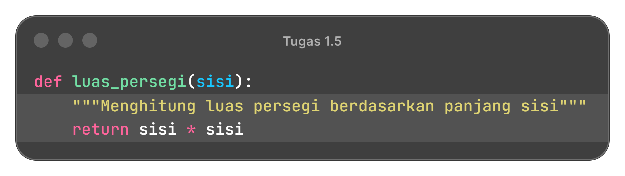 Tugas 1.5
def luas_persegi(sisi):
    """Menghitung luas persegi berdasarkan panjang sisi"""
    return sisi * sisi